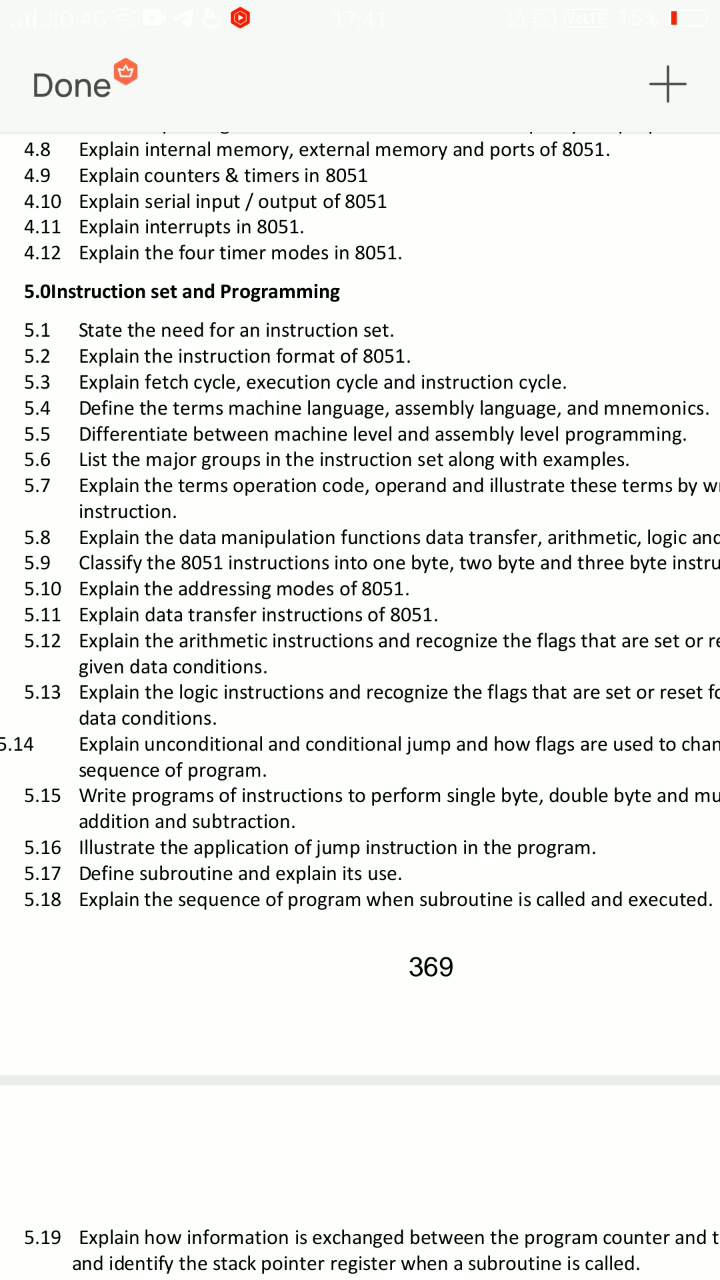 JIO 4G 17:41 VoLTE 15%
Done
4.8 Explain internal memory, external memory and ports of 8051.
4.9 Explain counters & timers in 8051
4.10 Explain serial input / output of 8051
4.11 Explain interrupts in 8051.
4.12 Explain the four timer modes in 8051.
5.0Instruction set and Programming
5.1 State the need for an instruction set.
5.2 Explain the instruction format of 8051.
5.3 Explain fetch cycle, execution cycle and instruction cycle.
5.4 Define the terms machine language, assembly language, and mnemonics.
5.5 Differentiate between machine level and assembly level programming.
5.6 List the major groups in the instruction set along with examples.
5.7 Explain the terms operation code, operand and illustrate these terms by
instruction.
5.8 Explain the data manipulation functions data transfer, arithmetic, logic and
5.9 Classify the 8051 instructions into one byte, two byte and three byte
5.10 Explain the addressing modes of 8051.
5.11 Explain data transfer instructions of 8051.
5.12 Explain the arithmetic instructions and recognize the flags that are set or
given data conditions.
5.13 Explain the logic instructions and recognize the flags that are set or reset
data conditions.
5.14 Explain unconditional and conditional jump and how flags are used to
sequence of program.
5.15 Write programs of instructions to perform single byte, double byte and
addition and subtraction.
5.16 Illustrate the application of jump instruction in the program.
5.17 Define subroutine and explain its use.
5.18 Explain the sequence of program when subroutine is called and executed.
369
5.19 Explain how information is exchanged between the program counter and
and identify the stack pointer register when a subroutine is called.